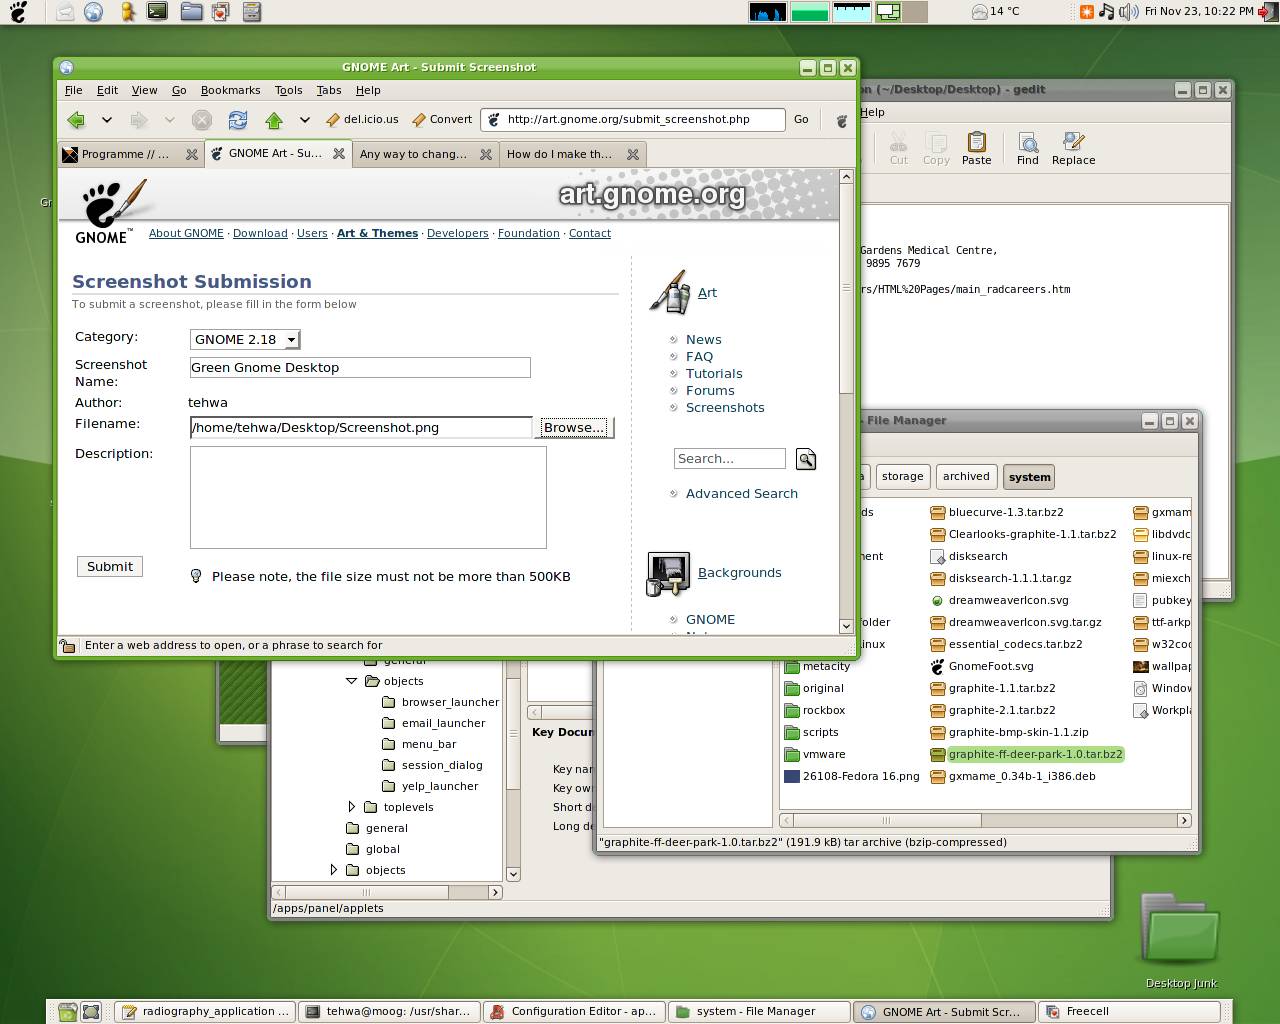 14 °C
Fri Nov 23, 10:22 PM
GNOME Art - Submit Screenshot
File Edit View Go Bookmarks Tools Tabs Help
del.icio.us Convert http://art.gnome.org/submit_screenshot.php Go
Programme // ...
GNOME Art - Su...
Any way to chang...
How do I make th...
art.gnome.org
GNOME™
About GNOME · Download · Users · Art & Themes · Developers · Foundation · Contact
Screenshot Submission
To submit a screenshot, please fill in the form below
Category: GNOME 2.18
Screenshot Name: Green Gnome Desktop
Author: tehwa
Filename: /home/tehwa/Desktop/Screenshot.png Browse...
Description:
Submit
Please note, the file size must not be more than 500KB
Art
News
FAQ
Tutorials
Forums
Screenshots
Search...
Advanced Search
Backgrounds
GNOME
Enter a web address to open, or a phrase to search for
(~/Desktop/Desktop) - gedit
Help
Cut Copy Paste Find Replace
Gardens Medical Centre,
9895 7679
rs/HTML%20Pages/main_radcareers.htm
- File Manager
storage archived system
metacity
original
rockbox
scripts
vmware
26108-Fedora 16.png
bluecurve-1.3.tar.bz2
Clearlooks-graphite-1.1.tar.bz2
disksearch
disksearch-1.1.1.tar.gz
dreamweaverIcon.svg
dreamweaverIcon.svg.tar.gz
essential_codecs.tar.bz2
GnomeFoot.svg
graphite-1.1.tar.bz2
graphite-2.1.tar.bz2
graphite-bmp-skin-1.1.zip
graphite-ff-deer-park-1.0.tar.bz2
gxmame_0.34b-1_i386.deb
gxmam
libdvdc
linux-re
miexch
pubkey
ttf-arkp
w32coc
wallpap
Window
Workpla
"graphite-ff-deer-park-1.0.tar.bz2" (191.9 kB) tar archive (bzip-compressed)
general
objects
browser_launcher
email_launcher
menu_bar
session_dialog
yelp_launcher
toplevels
general
global
objects
Key Docum
Key nam
Key own
Short de
Long de
/apps/panel/applets
Desktop Junk
radiography_application ...
tehwa@moog: /usr/shar...
Configuration Editor - ap...
system - File Manager
GNOME Art - Submit Scr...
Freecell